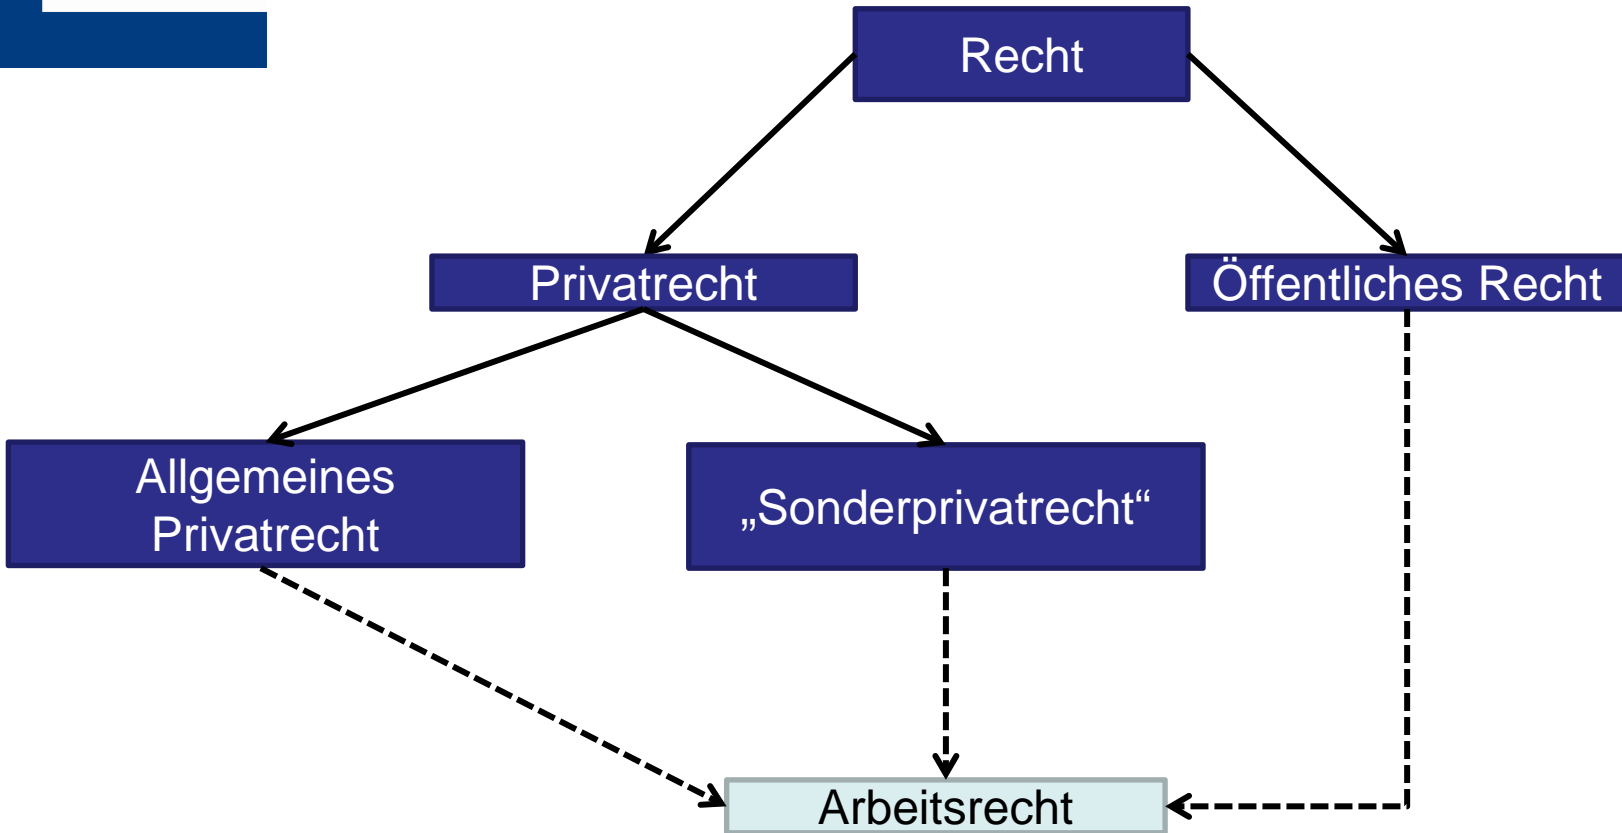 Recht
Privatrecht
Öffentliches Recht
Allgemeines
Privatrecht
„Sonderprivatrecht“
Arbeitsrecht